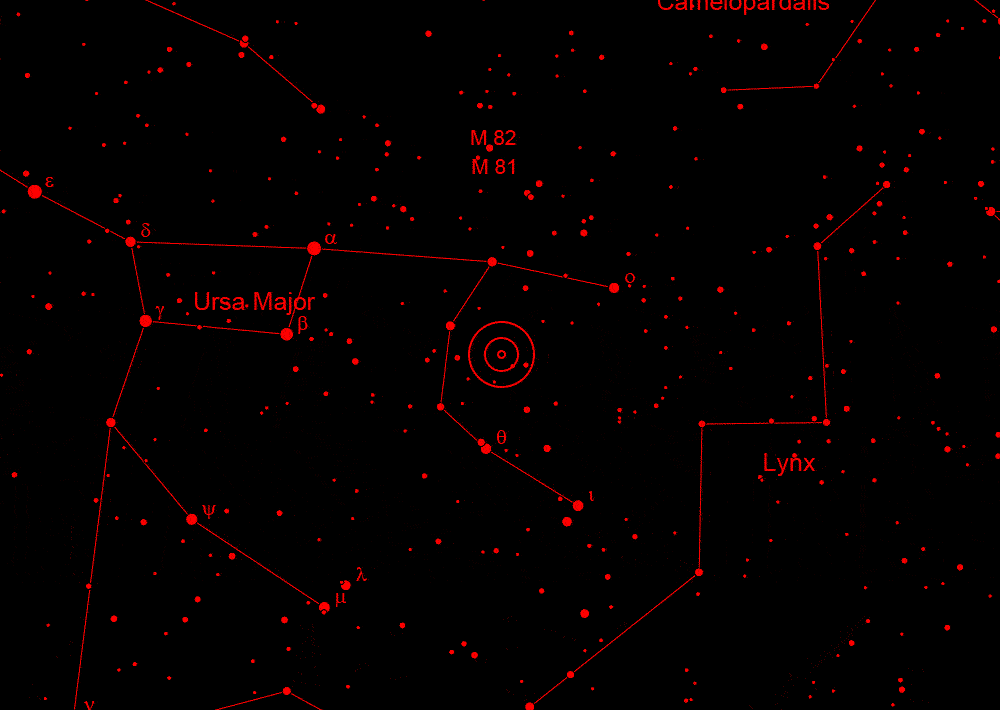 Camelopardalis
M 82
M 81
ε
δ
α
ο
Ursa Major
γ
β
θ
Lynx
ι
ψ
λ
μ
ν